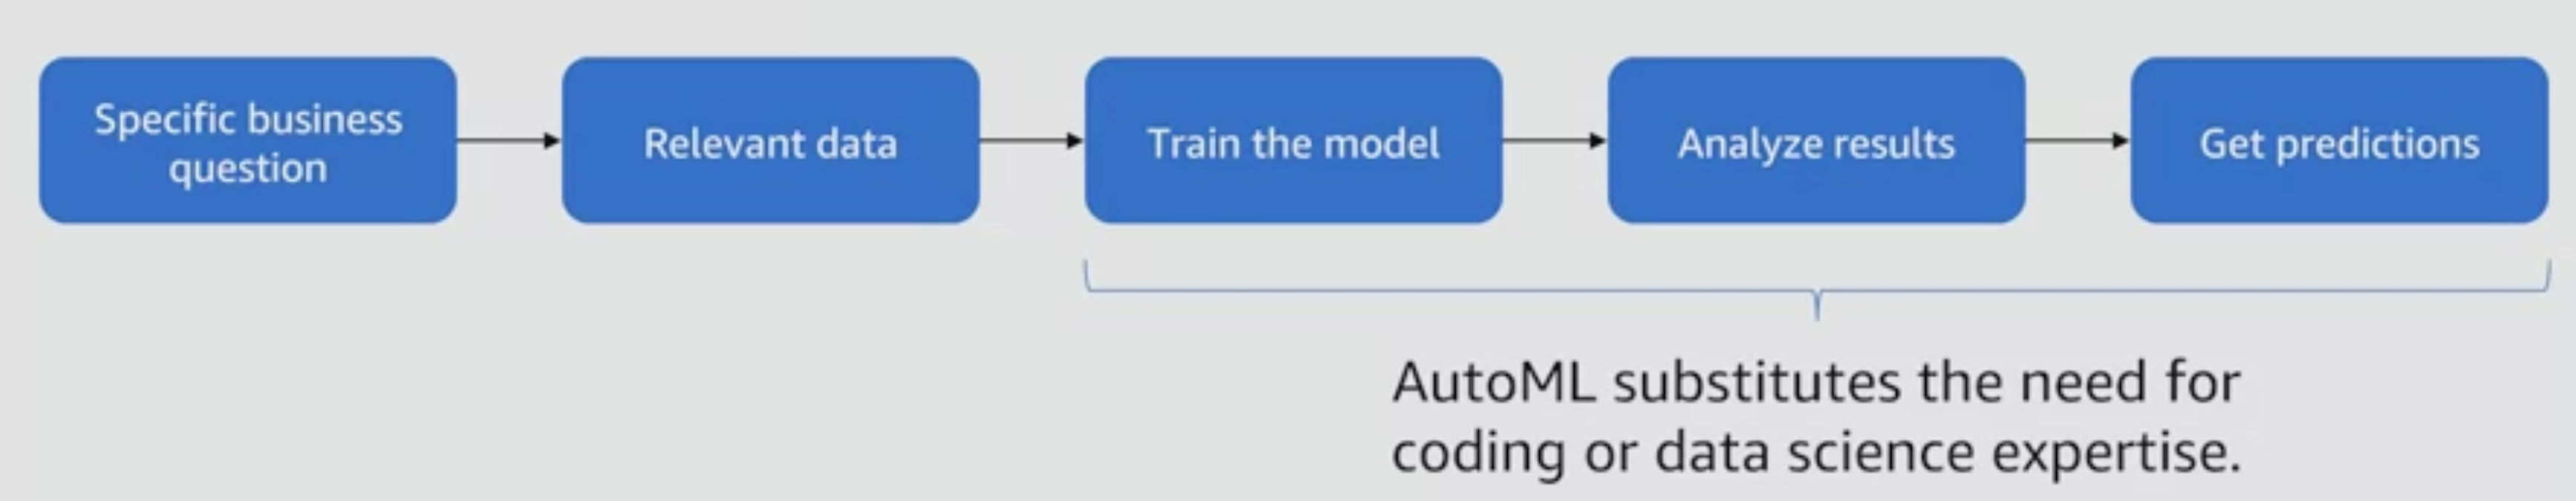 Specific business
question
Relevant data
Train the model
Analyze results
Get predictions
AutoML substitutes the need for
coding or data science expertise.